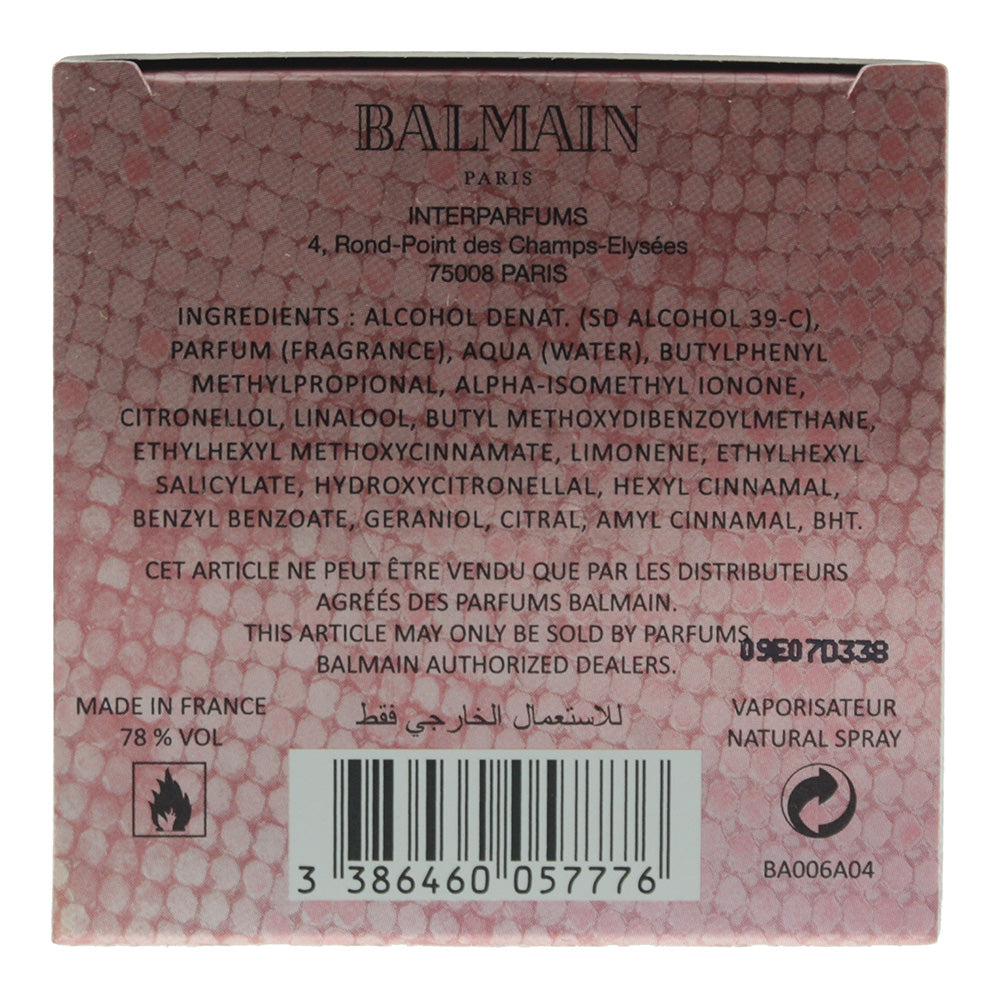 BALMAIN
PARIS
INTERPARFUMS
4, Rond-Point des Champs-Elysées
75008 PARIS
INGREDIENTS : ALCOHOL DENAT. (SD ALCOHOL 39-C),
PARFUM (FRAGRANCE), AQUA (WATER), BUTYLPHENYL
METHYLPROPIONAL, ALPHA-ISOMETHYL IONONE,
CITRONELLOL, LINALOOL, BUTYL METHOXYDIBENZOYLMETHANE,
ETHYLHEXYL METHOXYCINNAMATE, LIMONENE, ETHYLHEXYL
SALICYLATE, HYDROXYCITRONELLAL, HEXYL CINNAMAL,
BENZYL BENZOATE, GERANIOL, CITRAL, AMYL CINNAMAL, BHT.
CET ARTICLE NE PEUT ÊTRE VENDU QUE PAR LES DISTRIBUTEURS
AGRÉÉS DES PARFUMS BALMAIN.
THIS ARTICLE MAY ONLY BE SOLD BY PARFUMS
BALMAIN AUTHORIZED DEALERS.
09E07D338
MADE IN FRANCE
78 % VOL
للاستعمال الخارجي فقط
VAPORISATEUR
NATURAL SPRAY
3 386460 057776
BA006A04